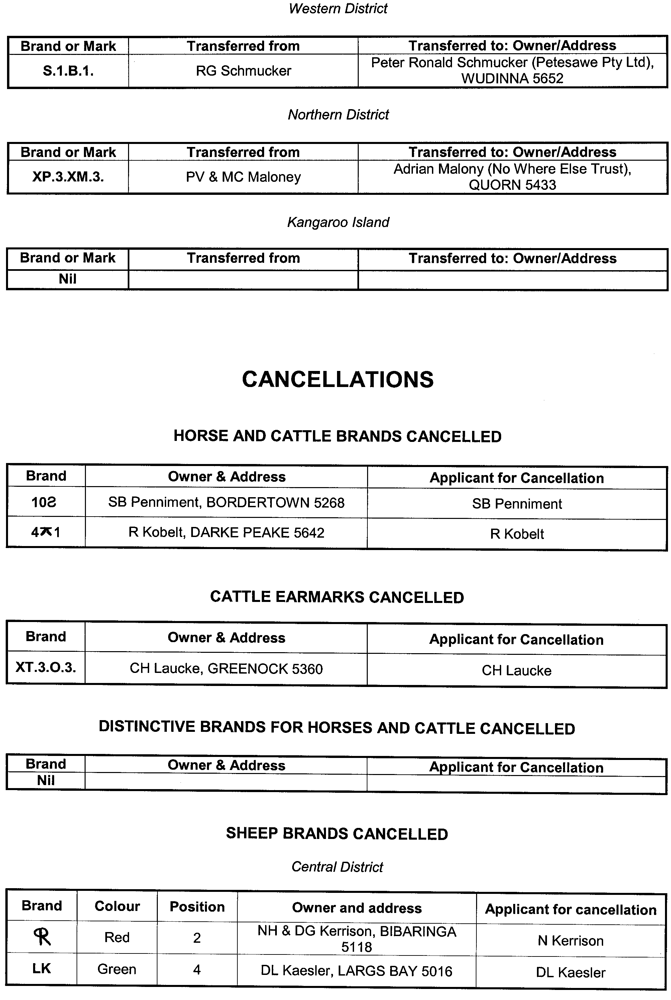 Western District
Brand or Mark Transferred from Transferred to: Owner/Address
S.1.B.1. RG Schmucker Peter Ronald Schmucker (Petesawe Pty Ltd),
WUDINNA 5652
Northern District
Brand or Mark Transferred from Transferred to: Owner/Address
XP.3.XM.3. PV & MC Maloney Adrian Malony (No Where Else Trust),
QUORN 5433
Kangaroo Island
Brand or Mark Transferred from Transferred to: Owner/Address
Nil
CANCELLATIONS
HORSE AND CATTLE BRANDS CANCELLED
Brand Owner & Address Applicant for Cancellation
SB Penniment, BORDERTOWN 5268 SB Penniment
R Kobelt, DARKE PEAKE 5642 R Kobelt
CATTLE EARMARKS CANCELLED
Brand Owner & Address Applicant for Cancellation
XT.3.O.3. CH Laucke, GREENOCK 5360 CH Laucke
DISTINCTIVE BRANDS FOR HORSES AND CATTLE CANCELLED
Brand Owner & Address Applicant for Cancellation
Nil
SHEEP BRANDS CANCELLED
Central District
Brand Colour Position Owner and address Applicant for cancellation
Red 2 NH & DG Kerrison, BIBARINGA
5118 N Kerrison
LK Green 4 DL Kaesler, LARGS BAY 5016 DL Kaesler